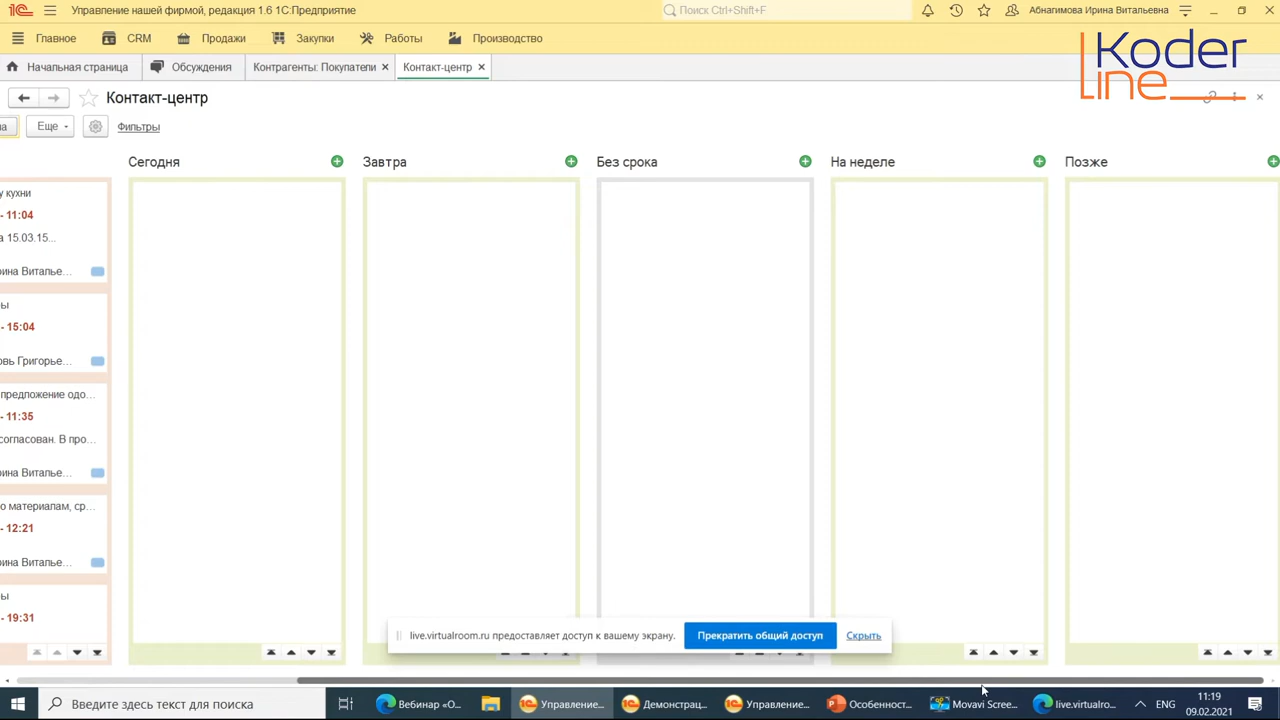 Управление нашей фирмой, редакция 1.6 1С:Предприятие
Поиск Ctrl+Shift+F
Абнагимова Ирина Витальевна
Главное
CRM
Продажи
Закупки
Работы
Производство
Koder
Line
Начальная страница
Обсуждения
Контрагенты: Покупатели
Контакт-центр
Контакт-центр
на
Еще
Фильтры
Сегодня
Завтра
Без срока
На неделе
Позже
у кухни
- 11:04
а 15.03.15...
рина Виталье...
ры
- 15:04
овь Григорье...
предложение одо...
- 11:35
согласован. В про...
рина Виталье...
о материалам, ср...
- 12:21
рина Виталье...
ры
- 19:31
live.virtualroom.ru предоставляет доступ к вашему экрану.
Прекратить общий доступ
Скрыть
Введите здесь текст для поиска
Вебинар «О...
Управление...
Демонстрац...
Управление...
Особенност...
Movavi Scree...
live.virtualro...
ENG
11:19
09.02.2021